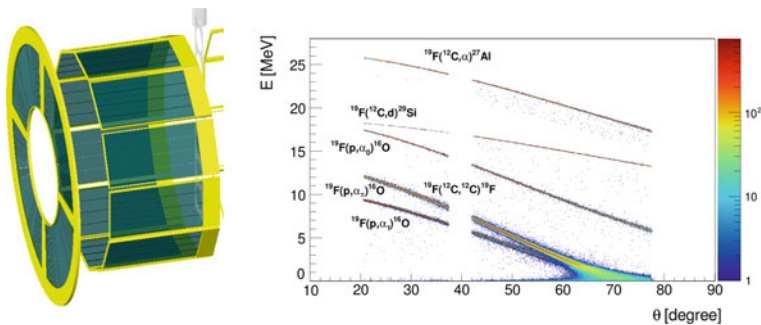 E [MeV]
25
20
15
10
5
0
¹⁹F(¹²C,α)²⁷Al
¹⁹F(¹²C,d)²⁹Si
¹⁹F(p,α₀)¹⁶O
¹⁹F(p,απ)¹⁶O
¹⁹F(¹²C,¹²C)¹⁹F
¹⁹F(p,α₁)¹⁶O
10² 
10
1
10 20 30 40 50 60 70 80 90
θ [degree]